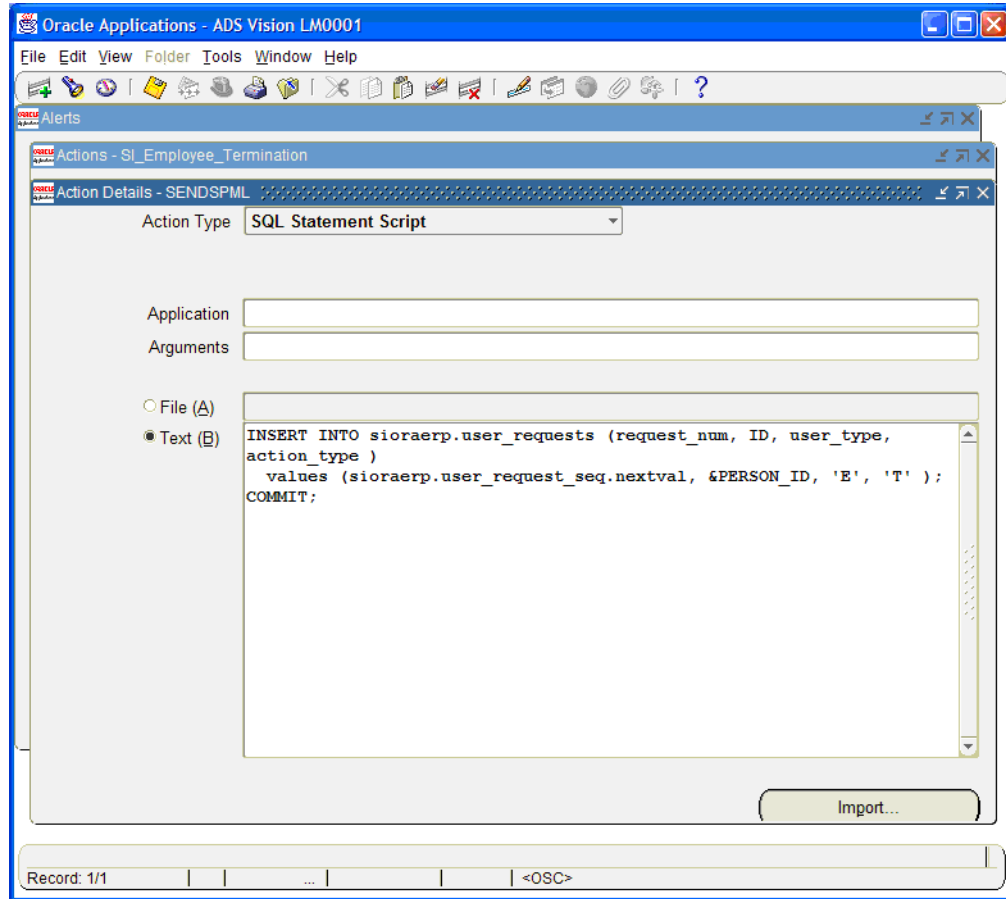 Oracle Applications - ADS Vision LM0001
File Edit View Folder Tools Window Help
Alerts
Actions - SI_Employee_Termination
Action Details - SENDSPML
Action Type SQL Statement Script
Application
Arguments
File (A)
Text (B)
INSERT INTO sioraerp.user_requests (request_num, ID, user_type,
action_type )
values (sioraerp.user_request_seq.nextval, &PERSON_ID, 'E', 'T' );
COMMIT;
Import...
Record: 1/1 ... <OSC>